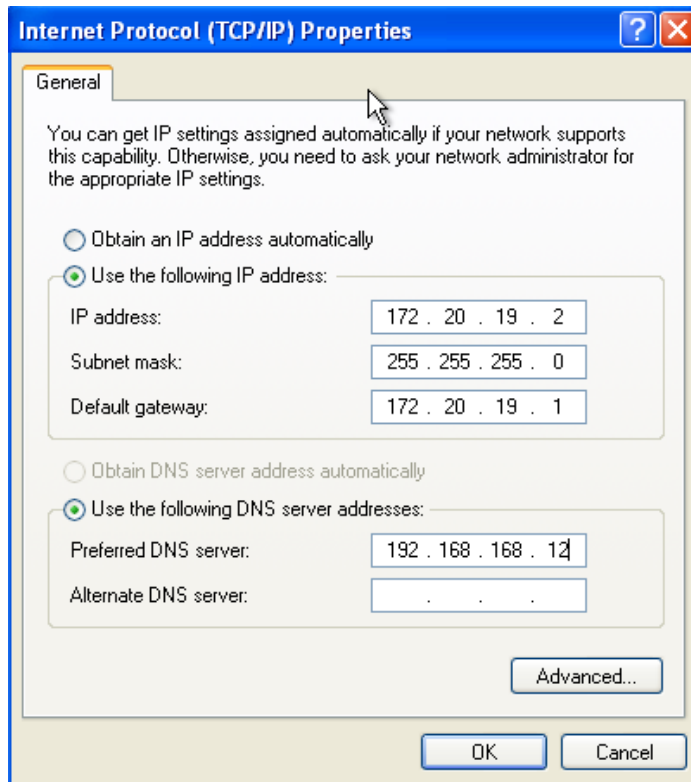 Internet Protocol (TCP/IP) Properties
General
You can get IP settings assigned automatically if your network supports
this capability. Otherwise, you need to ask your network administrator for
the appropriate IP settings.
Obtain an IP address automatically
Use the following IP address:
IP address: 172 . 20 . 19 . 2
Subnet mask: 255 . 255 . 255 . 0
Default gateway: 172 . 20 . 19 . 1
Obtain DNS server address automatically
Use the following DNS server addresses:
Preferred DNS server: 192 . 168 . 168 . 12
Alternate DNS server: . . .
Advanced...
OK Cancel